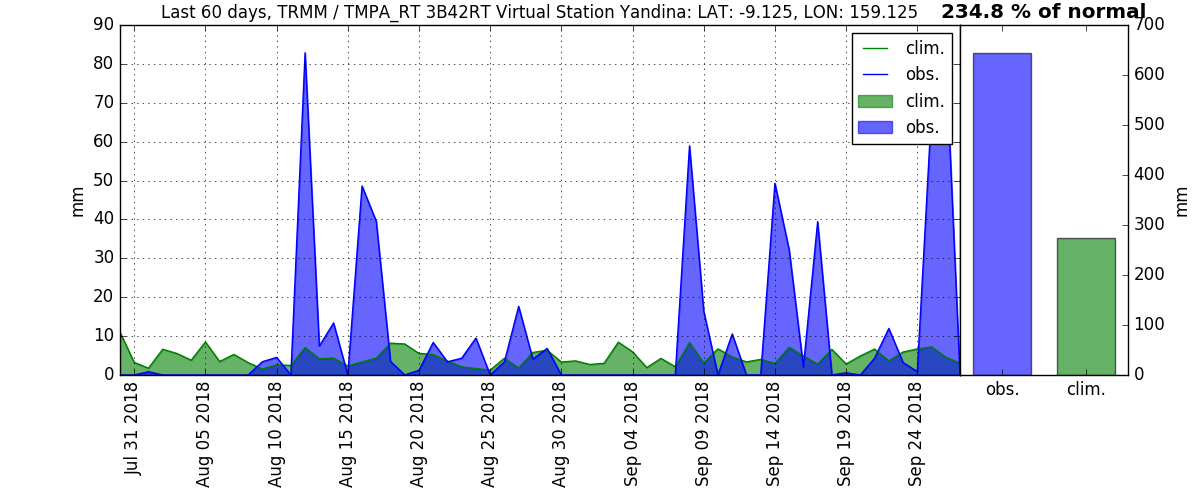 Last 60 days, TRMM / TMPA_RT 3B42RT Virtual Station Yandina: LAT: -9.125, LON: 159.125
234.8 % of normal
90
80
70
60
50
40
30
20
10
0
mm
clim.
obs.
clim.
obs.
700
600
500
400
300
200
100
0
mm
Jul 31 2018
Aug 05 2018
Aug 10 2018
Aug 15 2018
Aug 20 2018
Aug 25 2018
Aug 30 2018
Sep 04 2018
Sep 09 2018
Sep 14 2018
Sep 19 2018
Sep 24 2018
obs.
clim.